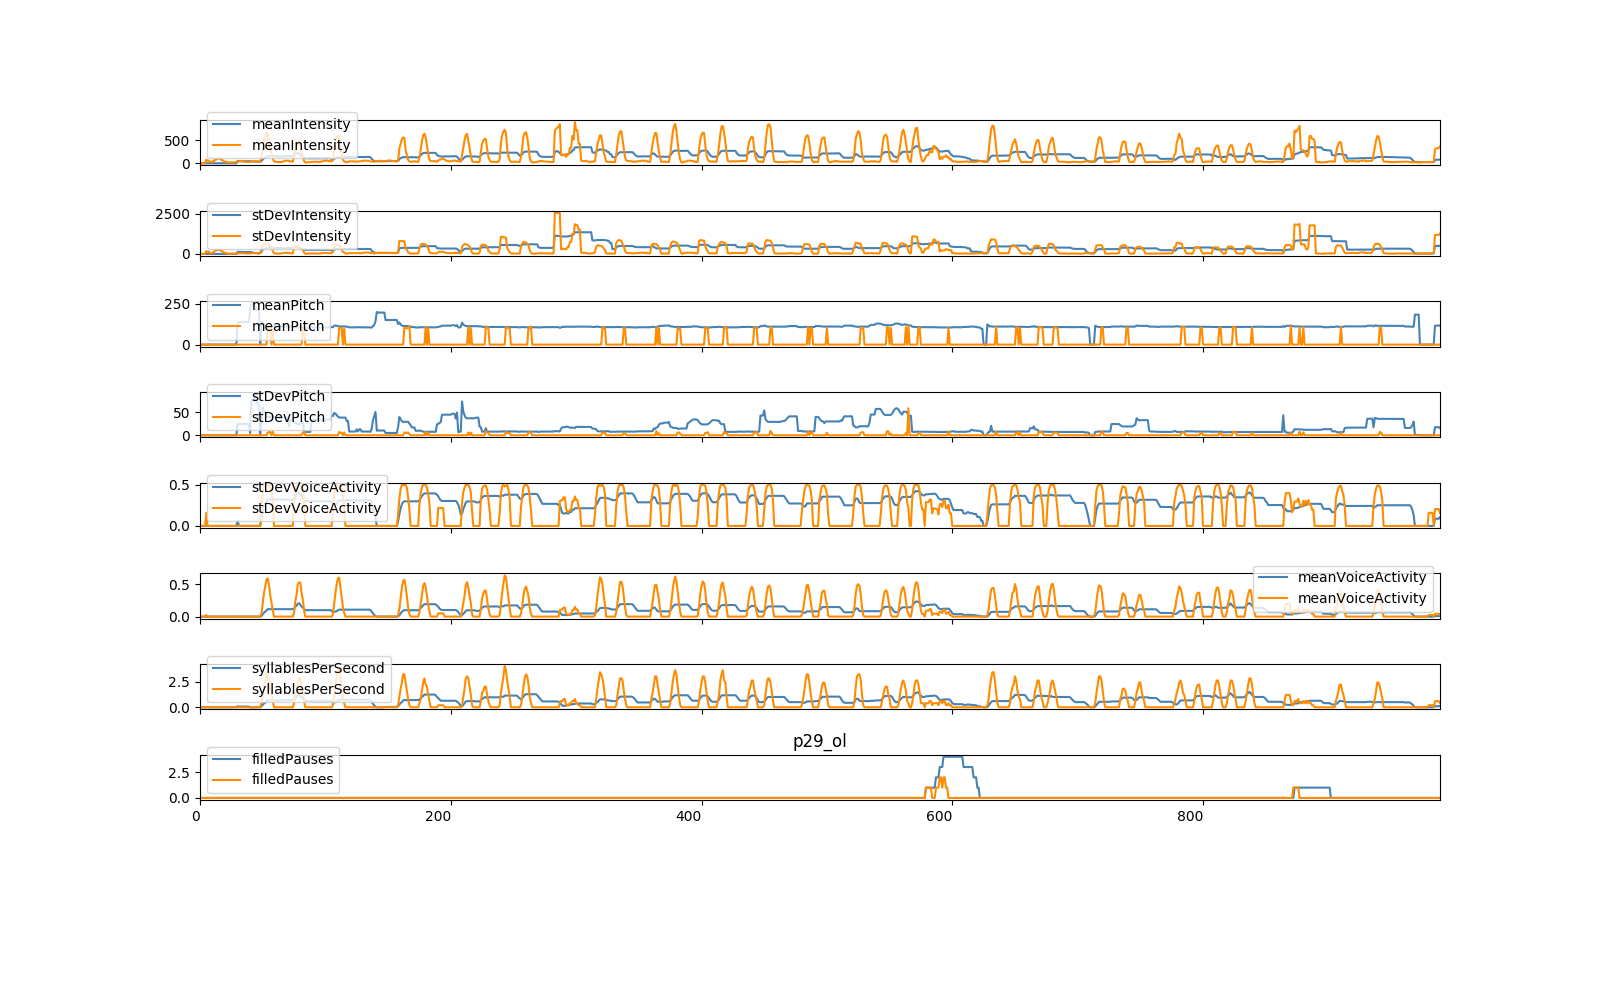 meanIntensity
meanIntensity
500
0
stDevIntensity
stDevIntensity
2500
0
meanPitch
meanPitch
250
0
stDevPitch
stDevPitch
50
0
stDevVoiceActivity
stDevVoiceActivity
0.5
0.0
meanVoiceActivity
meanVoiceActivity
0.5
0.0
syllablesPerSecond
syllablesPerSecond
2.5
0.0
p29_ol
filledPauses
filledPauses
2.5
0.0
0 200 400 600 800